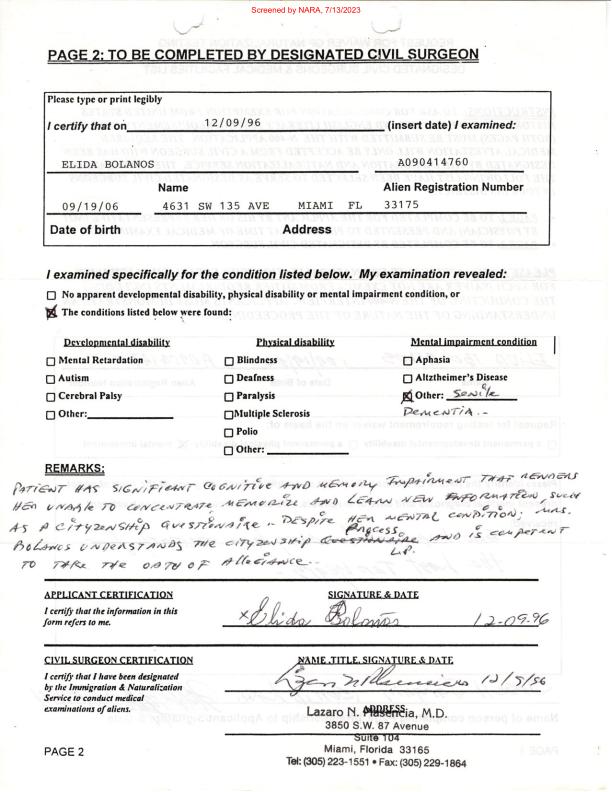 Screened by NARA, 7/13/2023
PAGE 2: TO BE COMPLETED BY DESIGNATED CIVIL SURGEON
Please type or print legibly
I certify that on 12/09/96 (insert date) I examined:
ELIDA BOLANOS A090414760
Name Alien Registration Number
09/19/06 4631 SW 135 AVE MIAMI FL 33175
Date of birth Address
I examined specifically for the condition listed below. My examination revealed:
No apparent developmental disability, physical disability or mental impairment condition, or
The conditions listed below were found:
Developmental disability Physical disability Mental impairment condition
Mental Retardation Blindness Aphasia
Autism Deafness Altztheimer's Disease
Cerebral Palsy Paralysis Other: Senile
Other: Multiple Sclerosis DEMENTIA.-
Polio
Other:
REMARKS:
PATIENT HAS SIGNIFICANT COGNITIVE AND MEMORY IMPAIRMENT THAT RENDERS
HER UNABLE TO CONCENTRATE, MEMORIZE AND LEARN NEW INFORMATION, SUCH
AS A CITYZENSHIP QUESTIONAIRE.. DESPITE HER MENTAL CONDITION; MRS.
BOLANOS UNDERSTANDS THE CITYZENSHIP QUESTIONAIRE PROCESS AND IS COMPETENT
TO TAKE THE OATH OF ALLEGIANCE.. L.P.
APPLICANT CERTIFICATION SIGNATURE & DATE
I certify that the information in this
form refers to me. x Elida Bolaños 12-09-96
CIVIL SURGEON CERTIFICATION NAME ,TITLE, SIGNATURE & DATE
I certify that I have been designated
by the Immigration & Naturalization
Service to conduct medical
examinations of aliens.
12/9/96
ADDRESS:
Lazaro N. Plasencia, M.D.
3850 S.W. 87 Avenue
Suite 104
Miami, Florida 33165
Tel: (305) 223-1551 • Fax: (305) 229-1864
PAGE 2